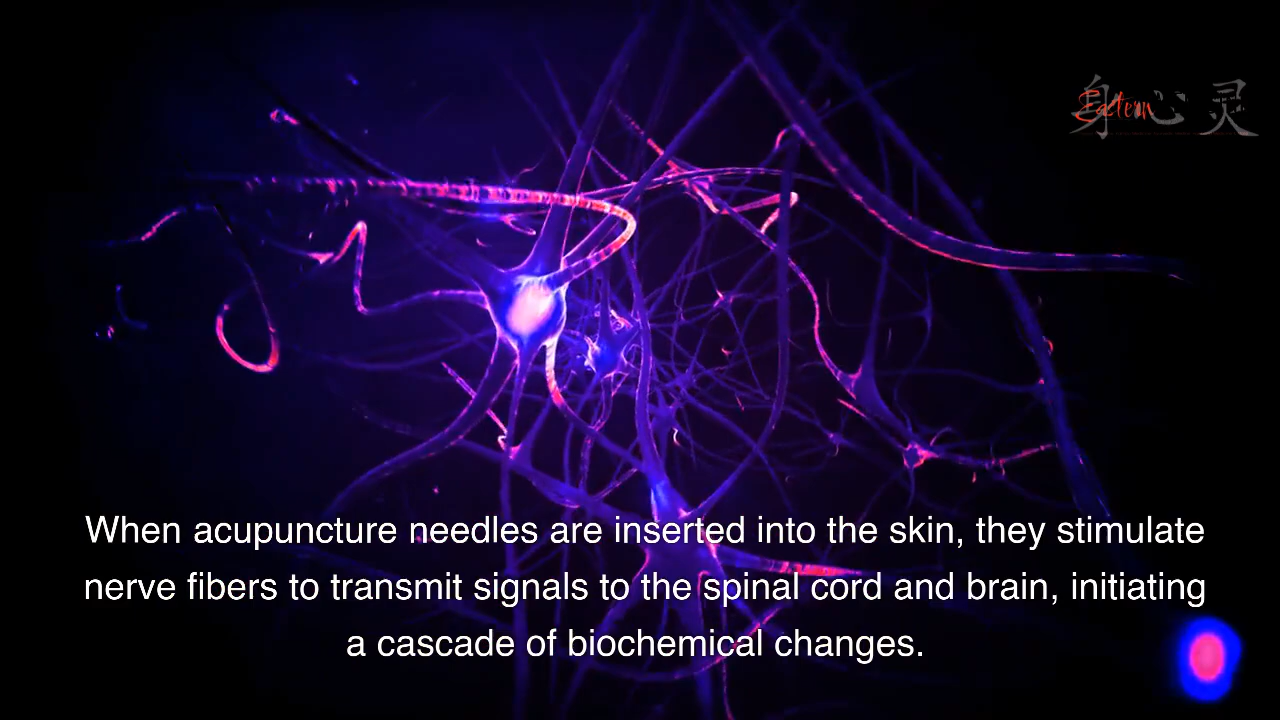 身心灵
Eastern
When acupuncture needles are inserted into the skin, they stimulate
nerve fibers to transmit signals to the spinal cord and brain, initiating
a cascade of biochemical changes.